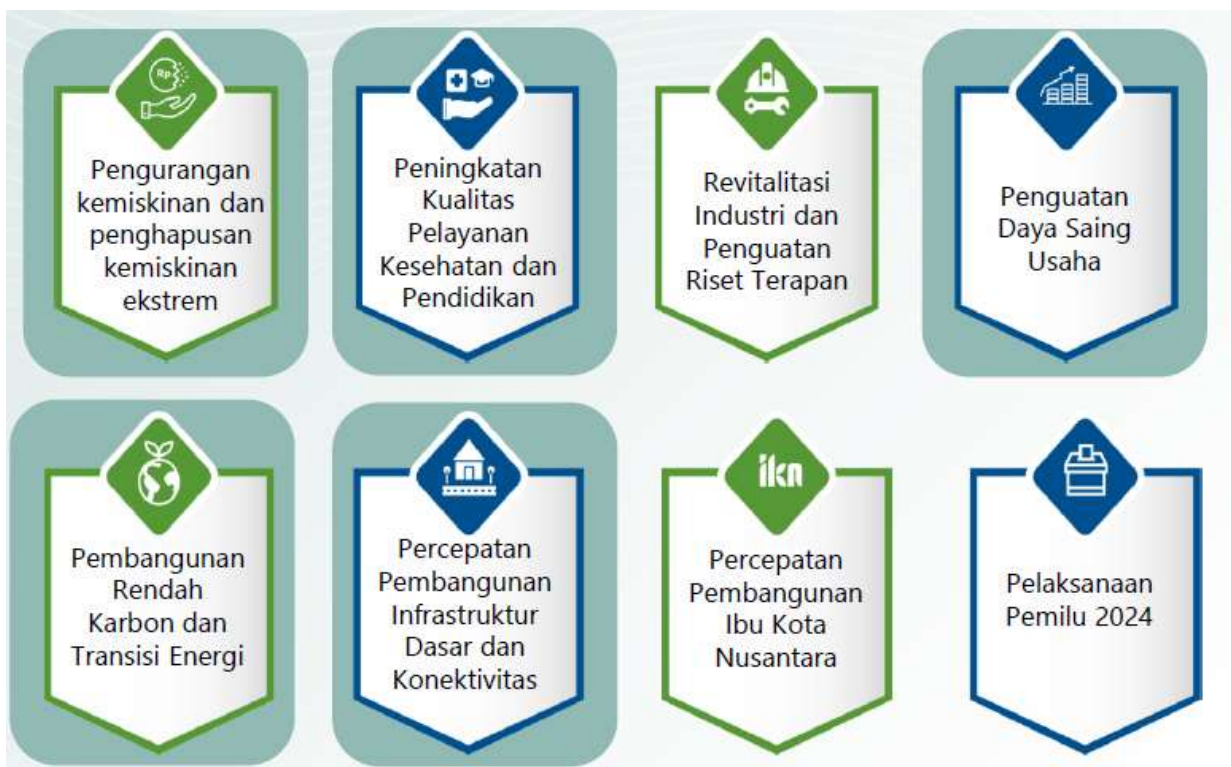 Rp
Pengurangan
kemiskinan dan
penghapusan
kemiskinan
ekstrem
Peningkatan
Kualitas
Pelayanan
Kesehatan dan
Pendidikan
Revitalitasi
Industri dan
Penguatan
Riset Terapan
Penguatan
Daya Saing
Usaha
Pembangunan
Rendah
Karbon dan
Transisi Energi
Percepatan
Pembangunan
Infrastruktur
Dasar dan
Konektivitas
ikn
Percepatan
Pembangunan
Ibu Kota
Nusantara
Pelaksanaan
Pemilu 2024